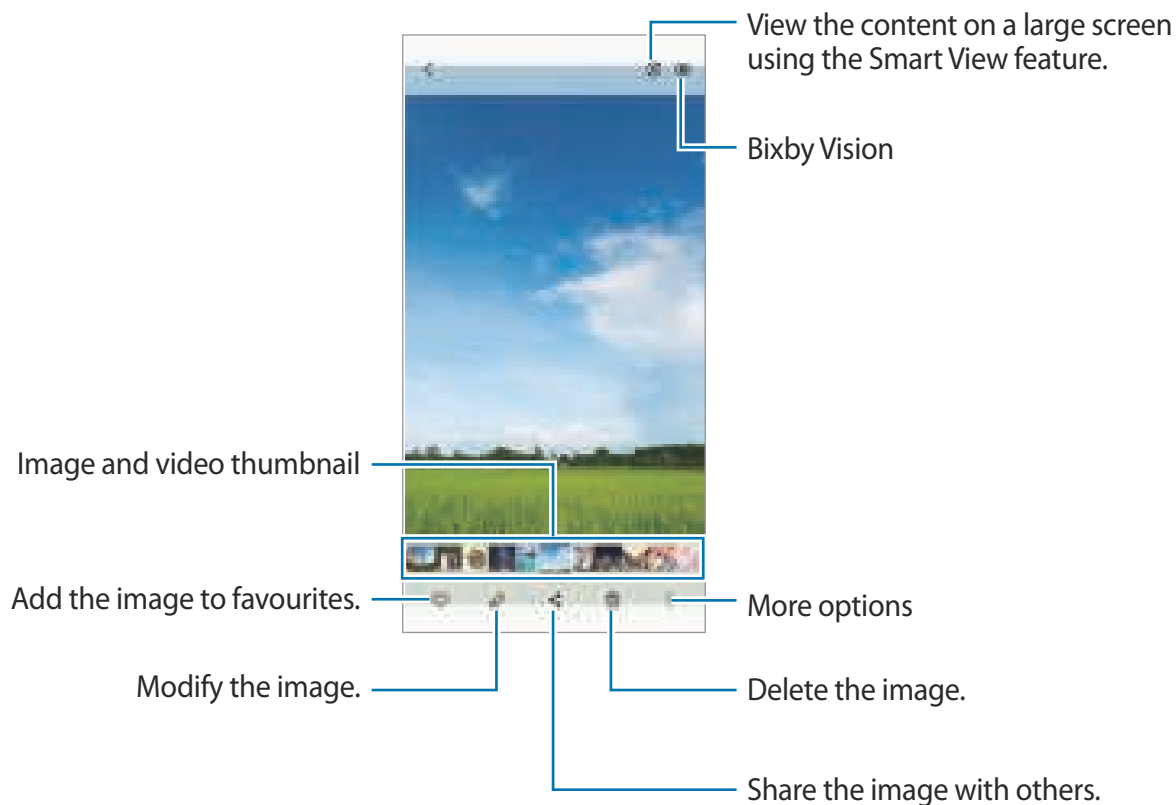 View the content on a large screen
using the Smart View feature.
Bixby Vision
Image and video thumbnail
Add the image to favourites.
More options
Modify the image.
Delete the image.
Share the image with others.